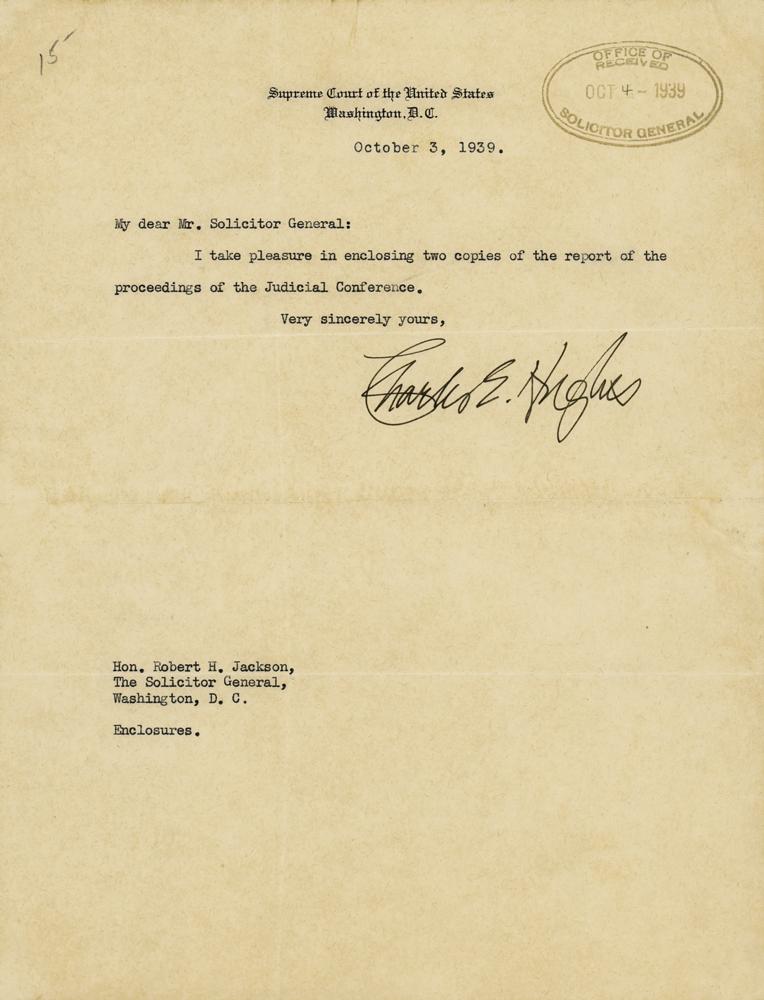 15
OFFICE OF
RECEIVED
OCT 4 - 1939
SOLICITOR GENERAL
Supreme Court of the United States
Washington, D.C.
October 3, 1939.
My dear Mr. Solicitor General:
I take pleasure in enclosing two copies of the report of the
proceedings of the Judicial Conference.
Very sincerely yours,
Charles E. Hughes
Hon. Robert H. Jackson,
The Solicitor General,
Washington, D. C.
Enclosures.